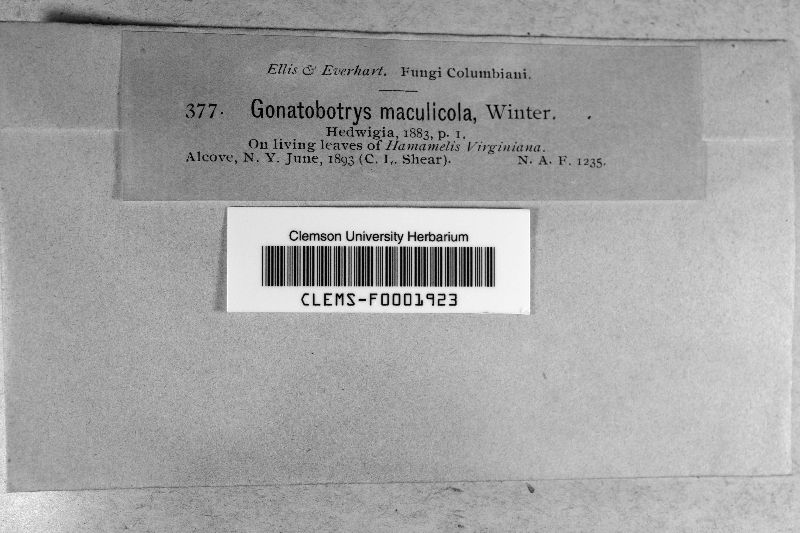 Ellis & Everhart. Fungi Columbiani.
377. Gonatobotrys maculicola, Winter.
Hedwigia, 1883, p. 1.
On living leaves of Hamamelis Virginiana.
Alcove, N. Y. June, 1893 (C. L. Shear). N. A. F. 1235.
Clemson University Herbarium
CLEMS-F0001923